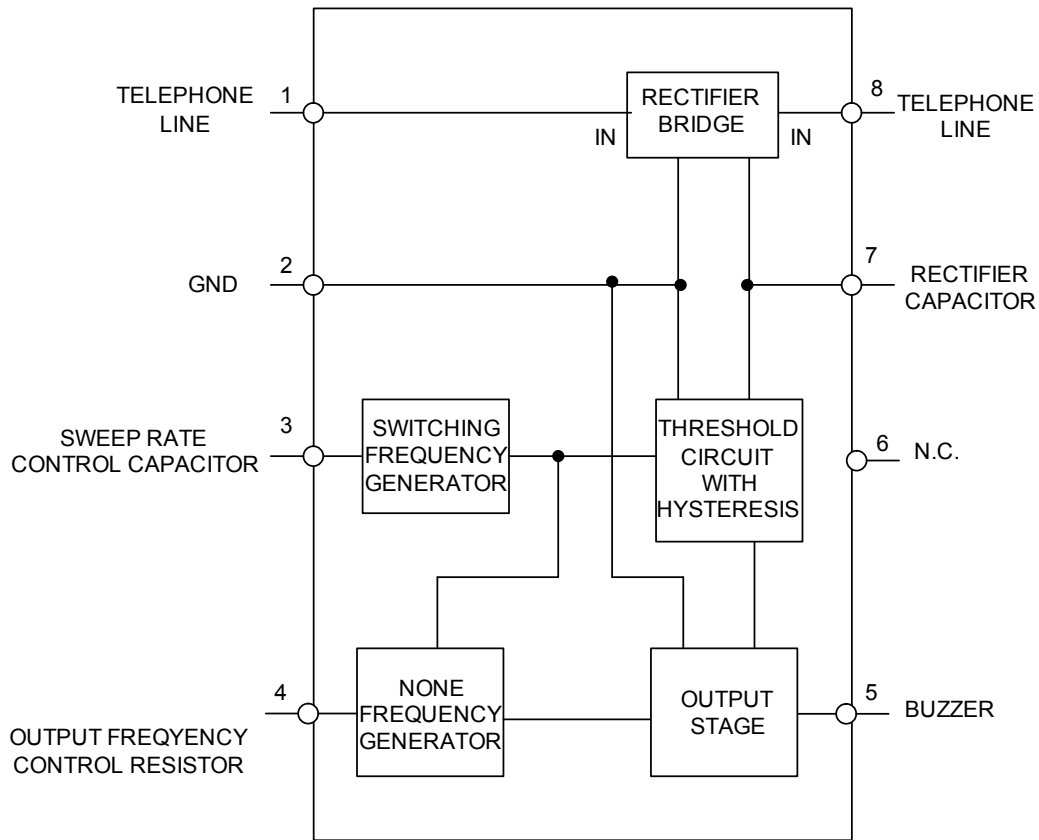 TELEPHONE
LINE
1
RECTIFIER
BRIDGE
IN
IN
8
TELEPHONE
LINE
GND
2
7
RECTIFIER
CAPACITOR
SWEEP RATE
CONTROL CAPACITOR
3
SWITCHING
FREQUENCY
GENERATOR
THRESHOLD
CIRCUIT
WITH
HYSTERESIS
6
N.C.
OUTPUT FREQYENCY
CONTROL RESISTOR
4
NONE
FREQUENCY
GENERATOR
OUTPUT
STAGE
5
BUZZER